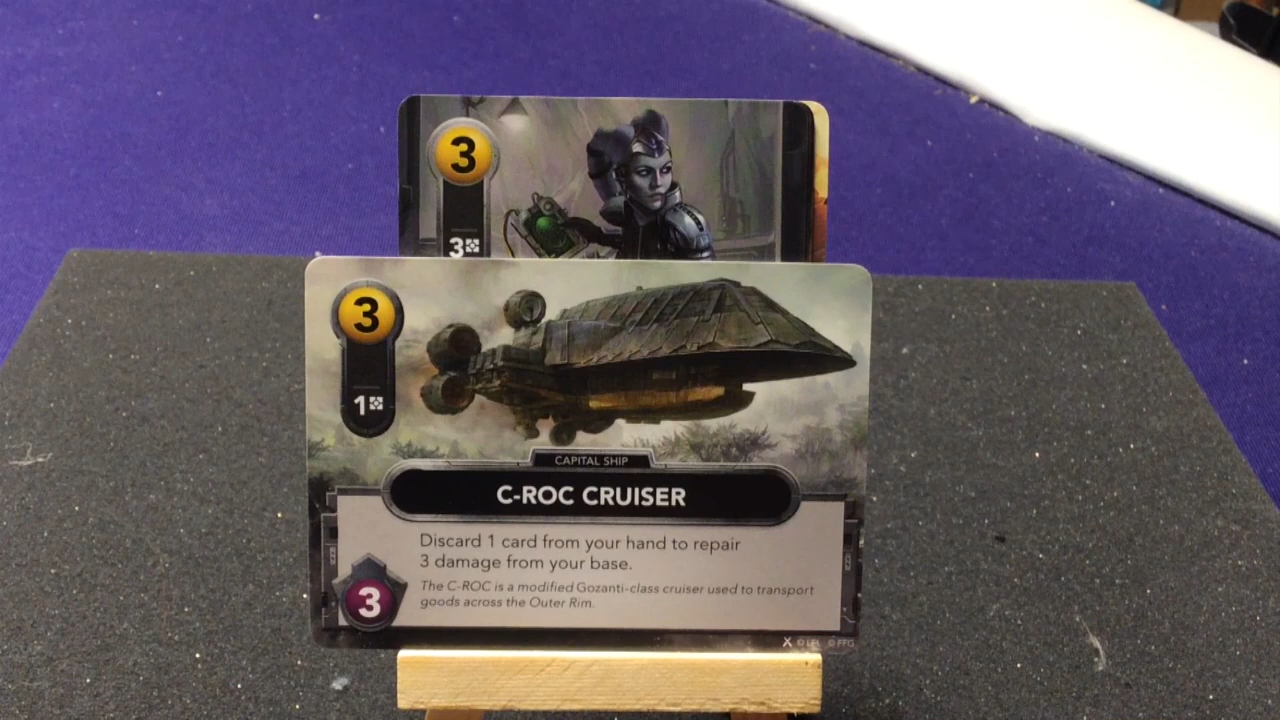 3
3
3
1
CAPITAL SHIP
C-ROC CRUISER
Discard 1 card from your hand to repair
3 damage from your base.
The C-ROC is a modified Gozanti-class cruiser used to transport
goods across the Outer Rim.
3
© LFL © FFG